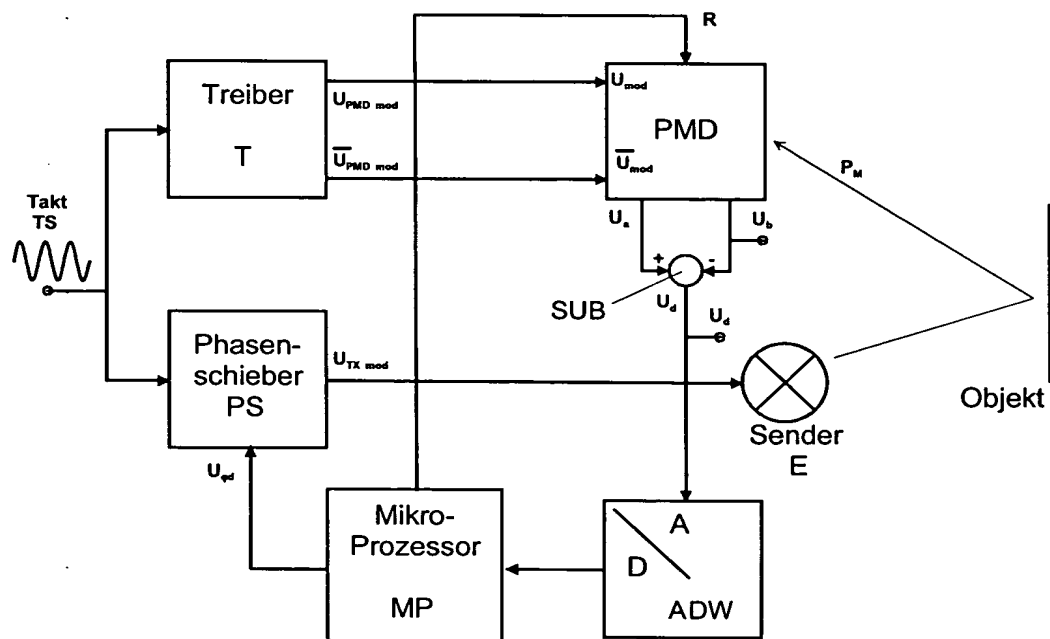 R
Treiber
T
U_PMD mod
U̅_PMD mod
U_mod
PMD
U̅_mod
P_M
Takt
TS
U_a
U_b
+
-
SUB
U_d
U_d
Phasen-
schieber
PS
U_TX mod
Objekt
Sender
E
U_φd
Mikro-
Prozessor
MP
A
D
ADW